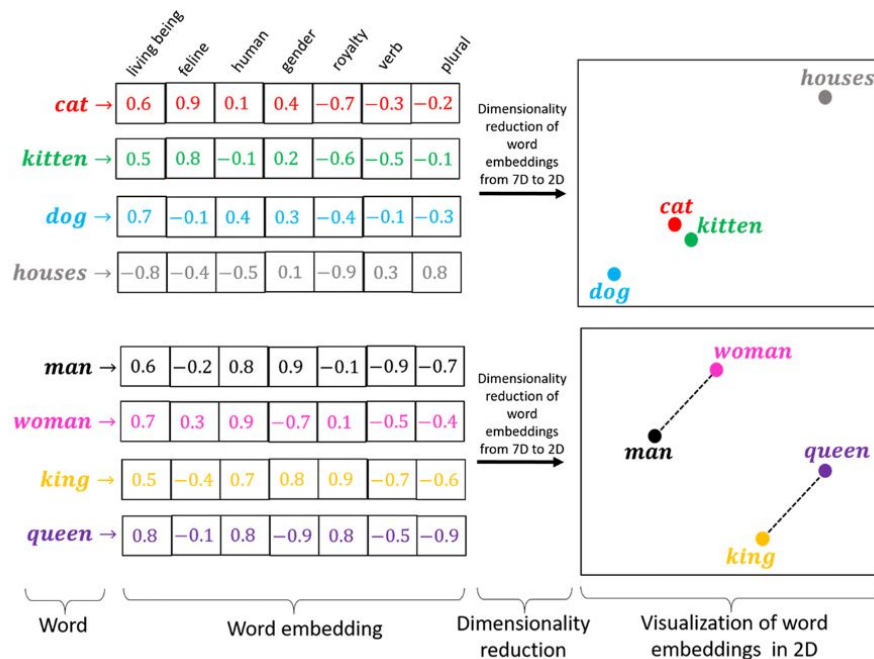 living being feline human gender royalty verb plural
cat → 0.6 0.9 0.1 0.4 −0.7 −0.3 −0.2
kitten → 0.5 0.8 −0.1 0.2 −0.6 −0.5 −0.1
dog → 0.7 −0.1 0.4 0.3 −0.4 −0.1 −0.3
houses → −0.8 −0.4 −0.5 0.1 −0.9 0.3 0.8
Dimensionality
reduction of
word
embeddings
from 7D to 2D
houses
cat
kitten
dog
man → 0.6 −0.2 0.8 0.9 −0.1 −0.9 −0.7
woman → 0.7 0.3 0.9 −0.7 0.1 −0.5 −0.4
king → 0.5 −0.4 0.7 0.8 0.9 −0.7 −0.6
queen → 0.8 −0.1 0.8 −0.9 0.8 −0.5 −0.9
Dimensionality
reduction of
word
embeddings
from 7D to 2D
woman
man
queen
king
Word
Word embedding
Dimensionality
reduction
Visualization of word
embeddings in 2D